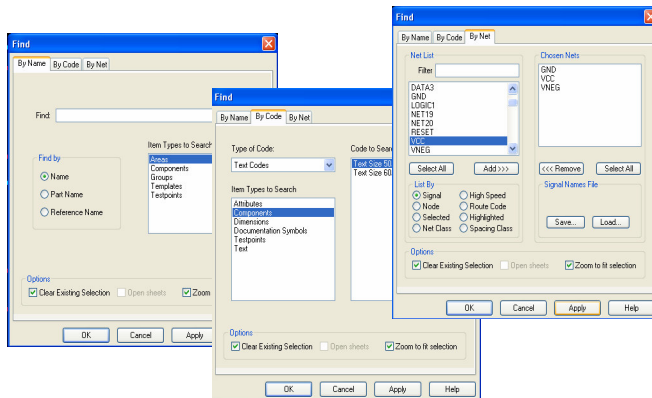 Find
By Name By Code By Net
Find:
Find by
Name
Part Name
Reference Name
Item Types to Search
Areas
Components
Groups
Templates
Testpoints
Options
Clear Existing Selection Open sheets Zoom
OK Cancel Apply
Find
By Name By Code By Net
Type of Code:
Text Codes
Item Types to Search
Attributes
Components
Dimensions
Documentation Symbols
Testpoints
Text
Code to Sear
Text Size 50
Text Size 60
Options
Clear Existing Selection Open sheets Zoom to fit selection
OK Cancel Apply Help
Find
By Name By Code By Net
Net List
Filter
DATA3
GND
LOGIC1
NET19
NET20
RESET
VCC
VNEG
Select All Add >>>
List By
Signal High Speed
Node Route Code
Selected Highlighted
Net Class Spacing Class
Chosen Nets
GND
VCC
VNEG
<<< Remove Select All
Signal Names File
Save... Load...
Options
Clear Existing Selection Open sheets Zoom to fit selection
OK Cancel Apply Help